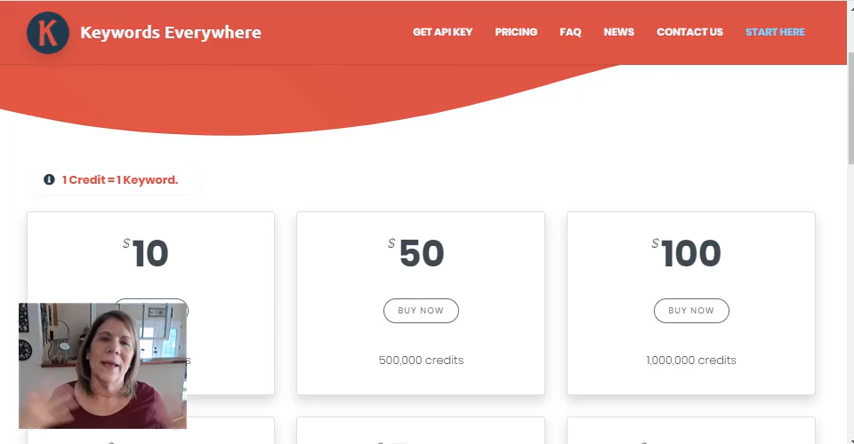 K Keywords Everywhere
GET API KEY PRICING FAQ NEWS CONTACT US START HERE
1 Credit = 1 Keyword.
$10 $50 $100
BUY NOW BUY NOW
500,000 credits 1,000,000 credits